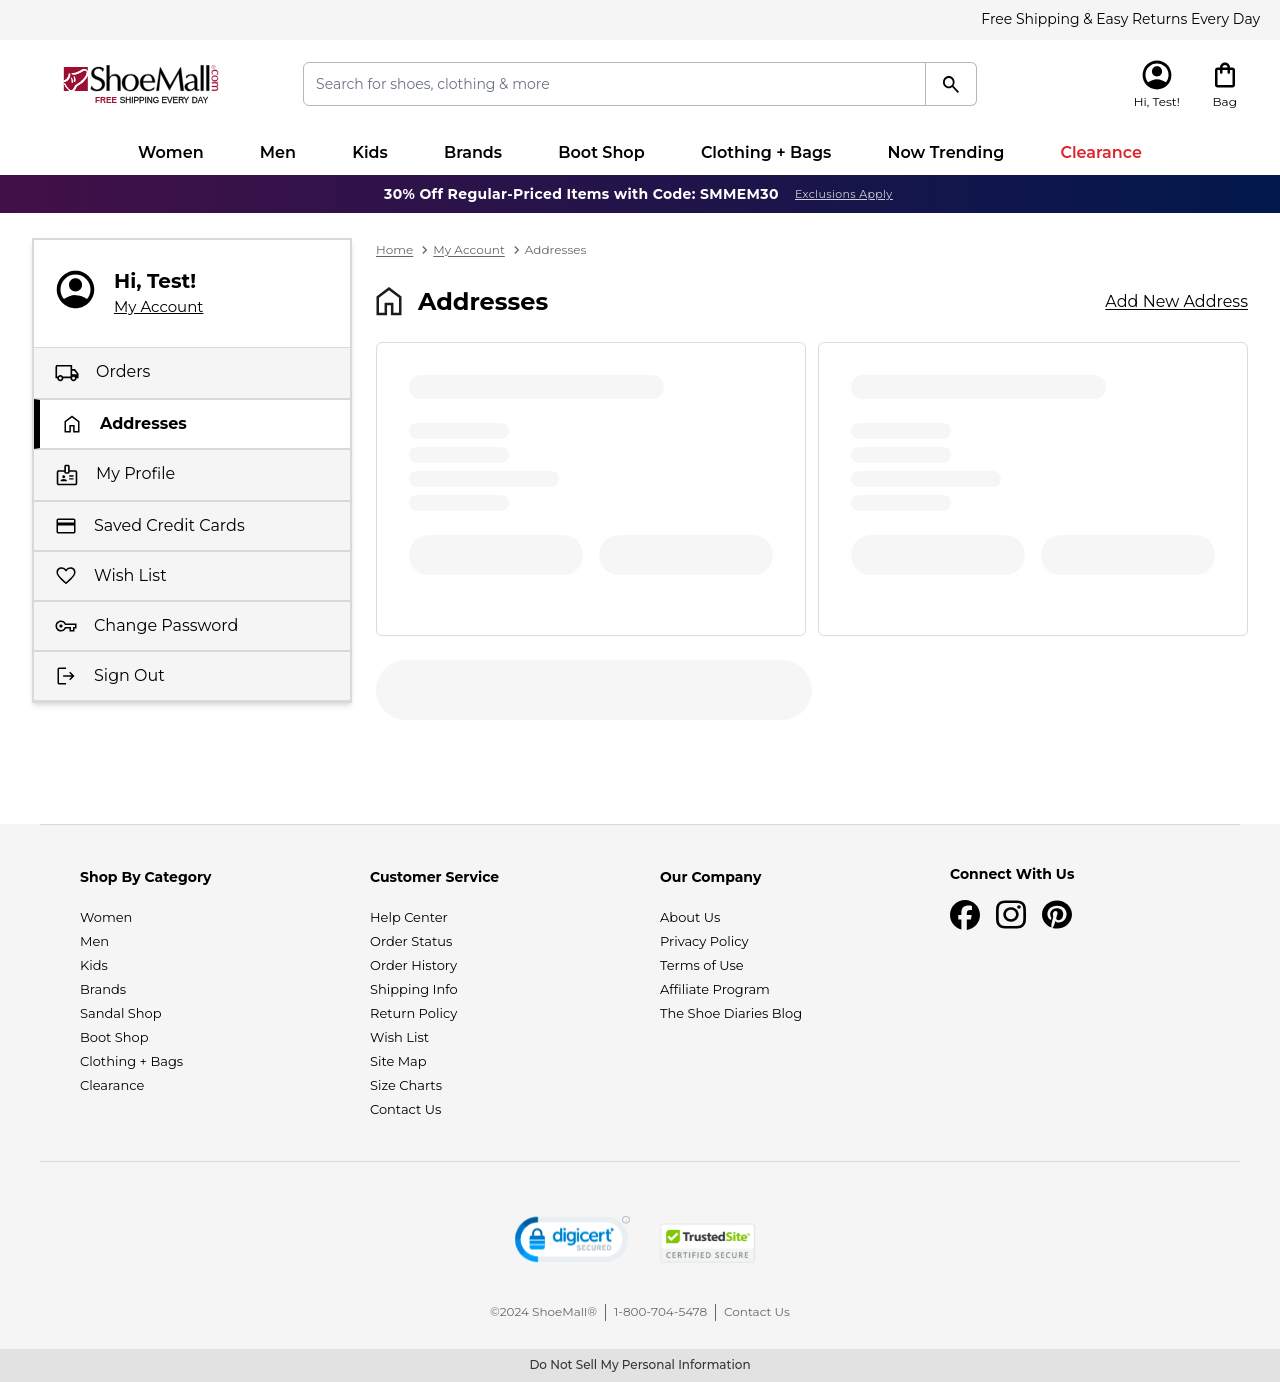 Free Shipping & Easy Returns Every Day
ShoeMall.com
FREE SHIPPING EVERY DAY
Search for shoes, clothing & more
Hi, Test!
Bag
Women
Men
Kids
Brands
Boot Shop
Clothing + Bags
Now Trending
Clearance
30% Off Regular-Priced Items with Code: SMMEM30 Exclusions Apply
Hi, Test!
My Account
Orders
Addresses
My Profile
Saved Credit Cards
Wish List
Change Password
Sign Out
Home > My Account > Addresses
Addresses
Add New Address
Shop By Category
Women
Men
Kids
Brands
Sandal Shop
Boot Shop
Clothing + Bags
Clearance
Customer Service
Help Center
Order Status
Order History
Shipping Info
Return Policy
Wish List
Site Map
Size Charts
Contact Us
Our Company
About Us
Privacy Policy
Terms of Use
Affiliate Program
The Shoe Diaries Blog
Connect With Us
digicert
SECURED
TrustedSite
CERTIFIED SECURE
©2024 ShoeMall® | 1-800-704-5478 | Contact Us
Do Not Sell My Personal Information